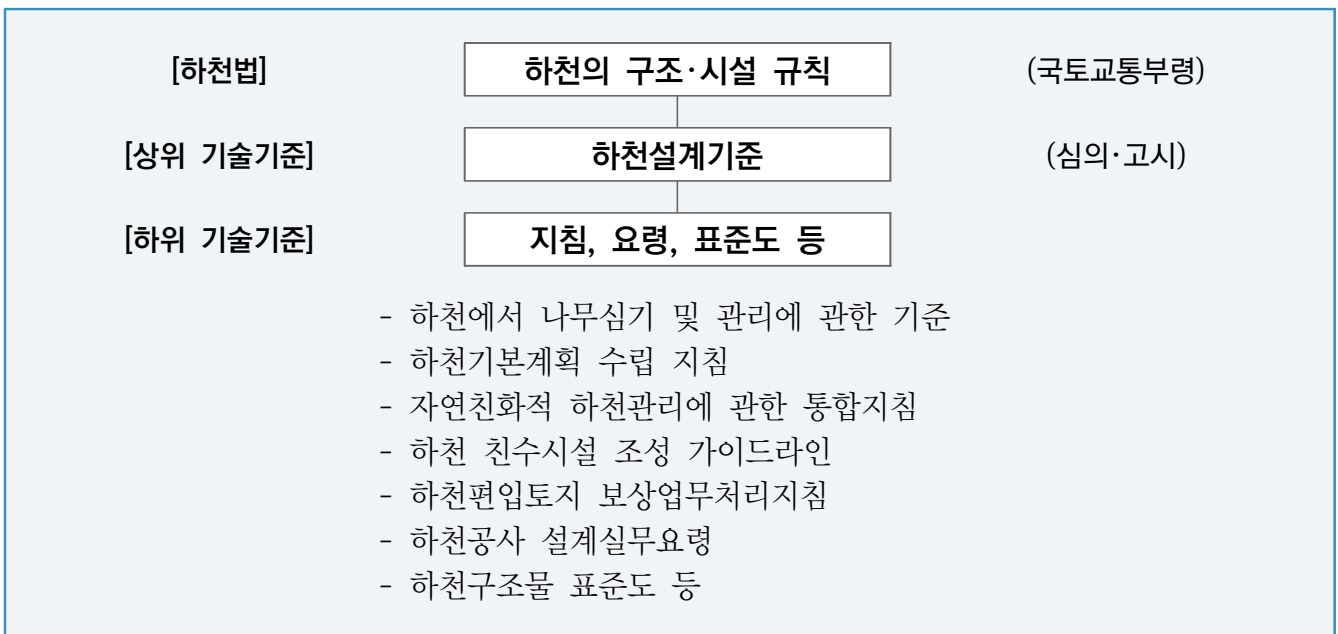 [하천법] 하천의 구조·시설 규칙 (국토교통부령)
[상위 기술기준] 하천설계기준 (심의·고시)
[하위 기술기준] 지침, 요령, 표준도 등
- 하천에서 나무심기 및 관리에 관한 기준
- 하천기본계획 수립 지침
- 자연친화적 하천관리에 관한 통합지침
- 하천 친수시설 조성 가이드라인
- 하천편입토지 보상업무처리지침
- 하천공사 설계실무요령
- 하천구조물 표준도 등